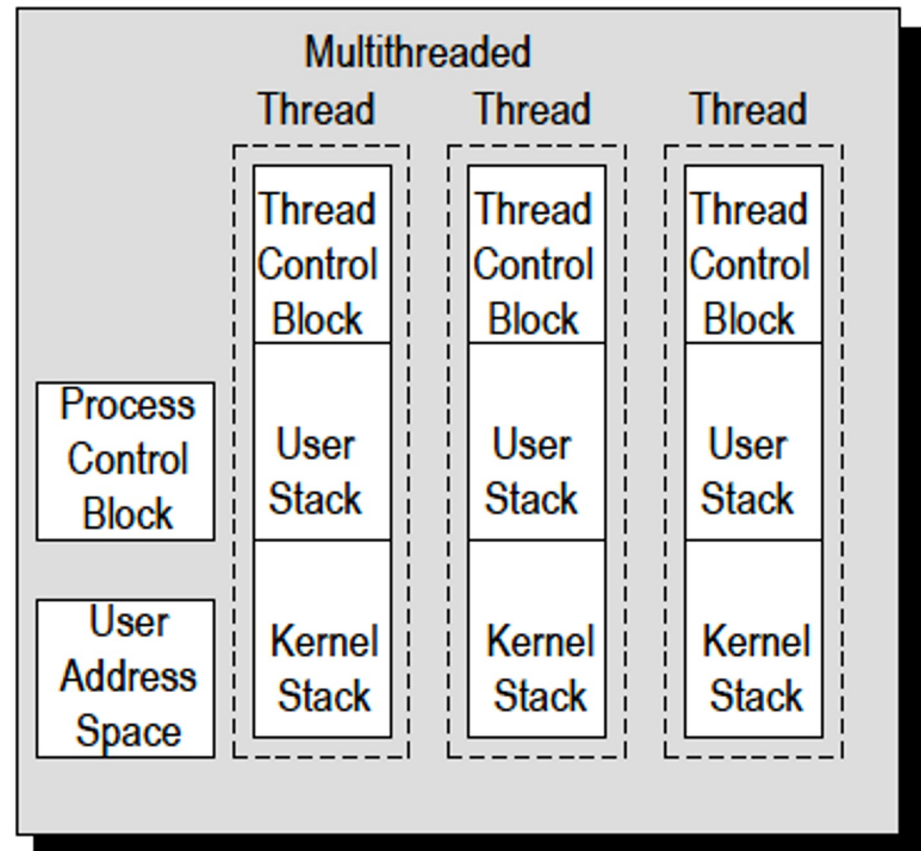 Multithreaded
Thread
Thread
Thread
Thread
Control
Block
Thread
Control
Block
Thread
Control
Block
Process
Control
Block
User
Stack
User
Stack
User
Stack
User
Address
Space
Kernel
Stack
Kernel
Stack
Kernel
Stack